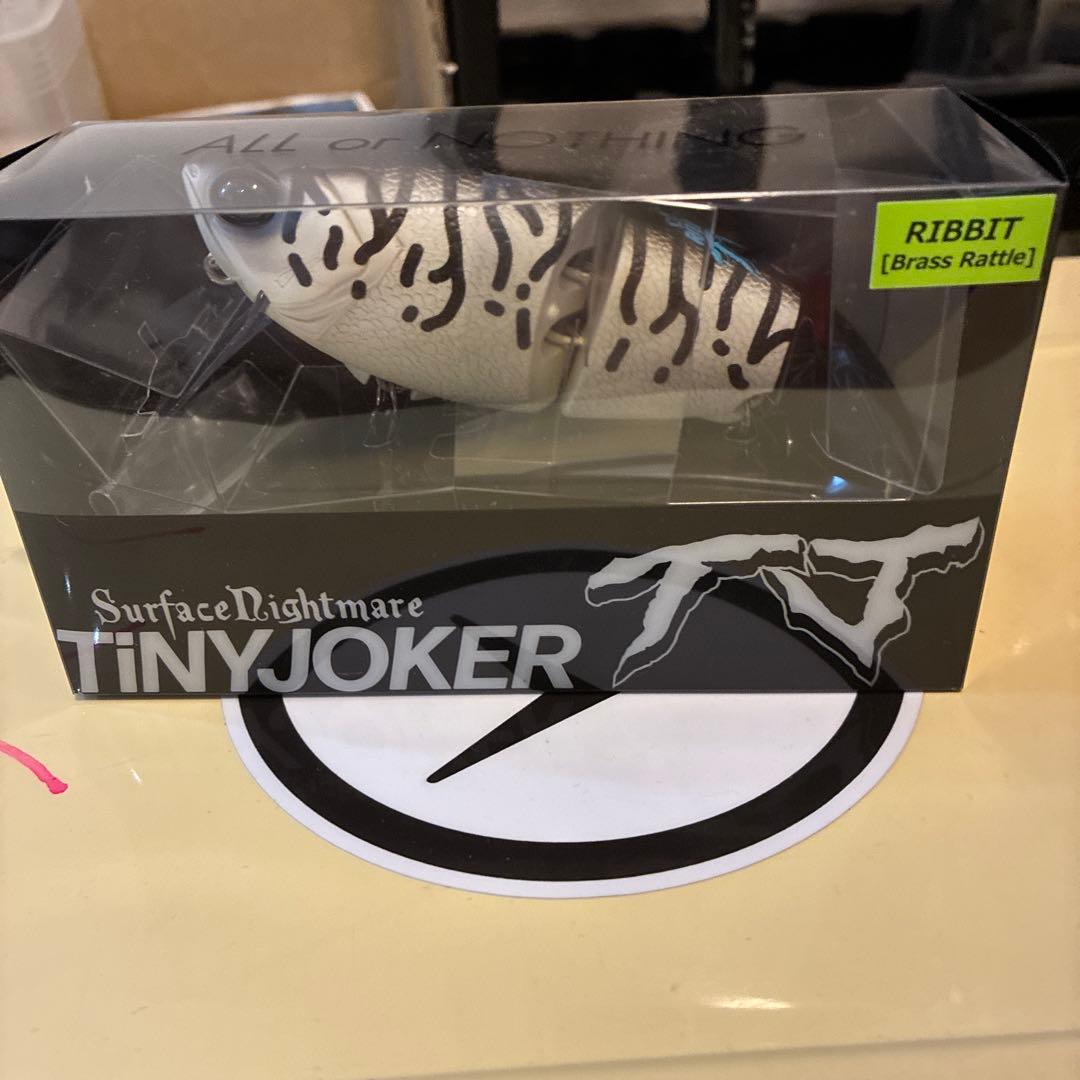 ALL or NOTHING
RIBBIT
[Brass Rattle]
SurfaceNightmare
TiNYJOKER
TJ